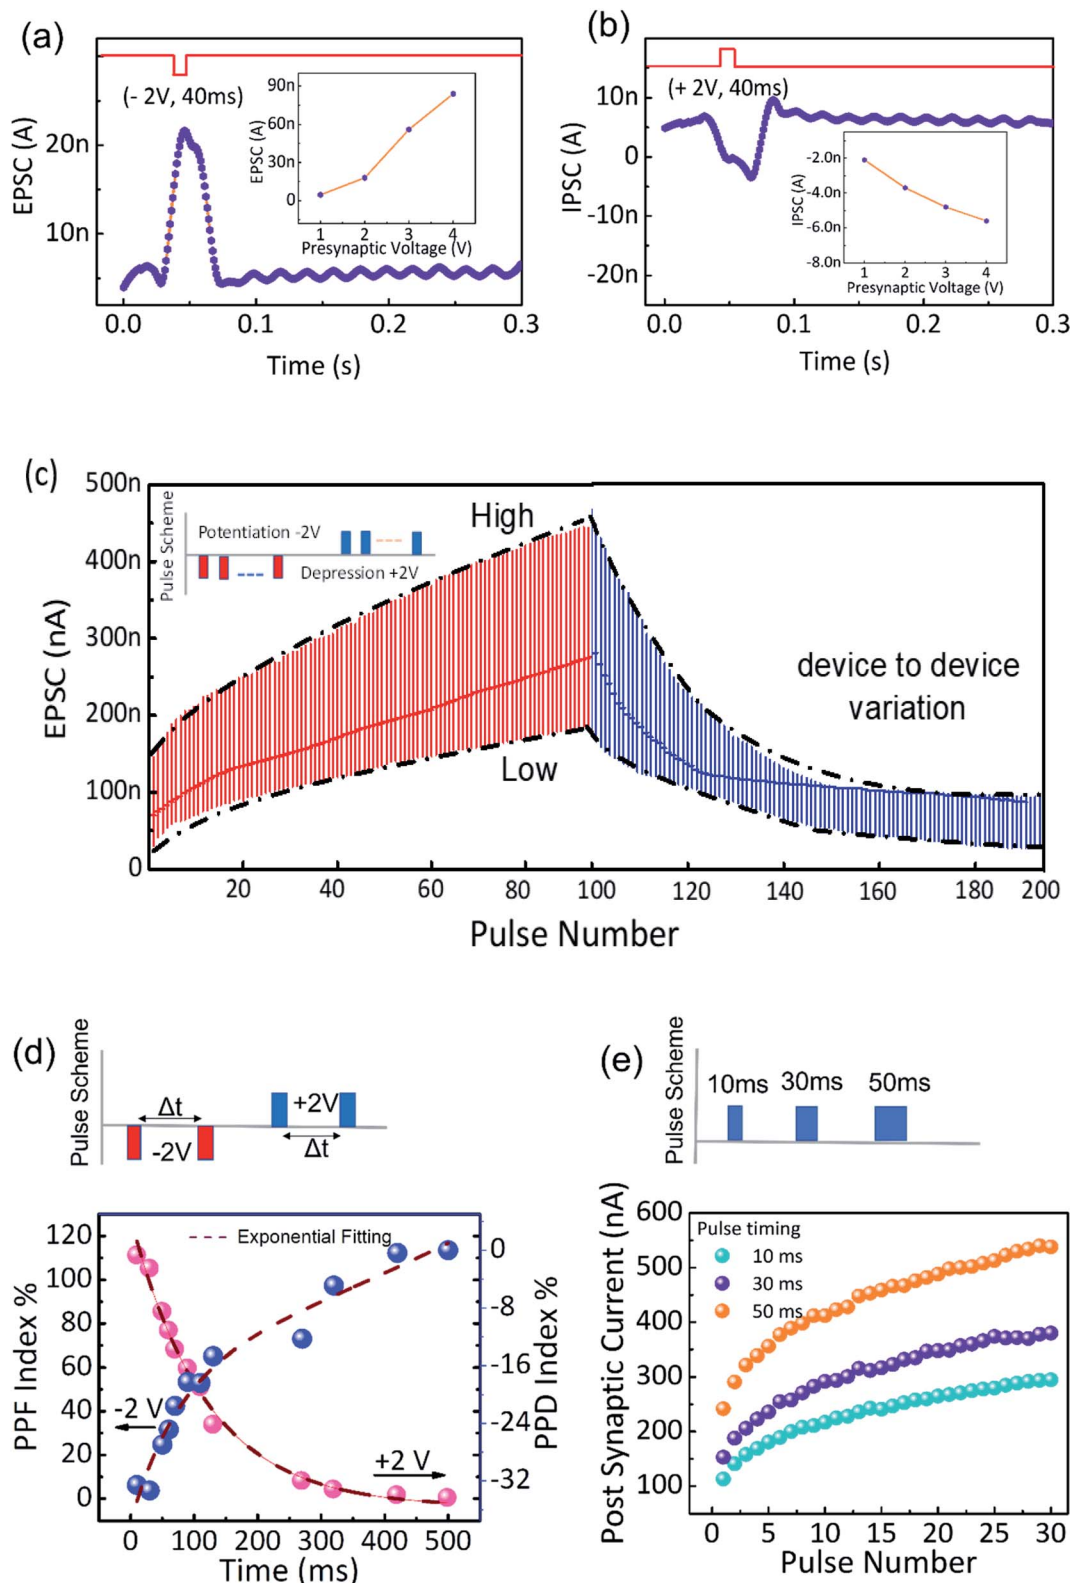 (a)
(- 2V, 40ms)
EPSC (A)
20n
10n
0.0 0.1 0.2 0.3
Time (s)
EPSC (A)
90n
60n
30n
0
1 2 3 4
Presynaptic Voltage (V)
(b)
(+ 2V, 40ms)
IPSC (A)
10n
0
-10n
-20n
0.0 0.1 0.2 0.3
Time (s)
IPSC (A)
-2.0n
-4.0n
-6.0n
-8.0n
1 2 3 4
Presynaptic Voltage (V)
(c)
EPSC (nA)
500n
400n
300n
200n
100n
0
Pulse Scheme
Potentiation -2V
Depression +2V
High
Low
device to device
variation
20 40 60 80 100 120 140 160 180 200
Pulse Number
(d)
Pulse Scheme
Δt
-2V
+2V
Δt
PPF Index %
120
100
80
60
40
20
0
Exponential Fitting
-2 V
+2 V
0
-8
-16
-24
-32
PPD Index %
0 100 200 300 400 500
Time (ms)
(e)
Pulse Scheme
10ms 30ms 50ms
Post Synaptic Current (nA)
600
500
400
300
200
100
Pulse timing
10 ms
30 ms
50 ms
0 5 10 15 20 25 30
Pulse Number